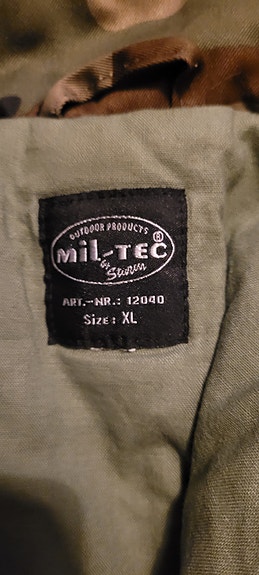 OUTDOOR PRODUCTS
Mil-TEC®
by Sturm
ART.-NR.: 12040
SIZE: XL